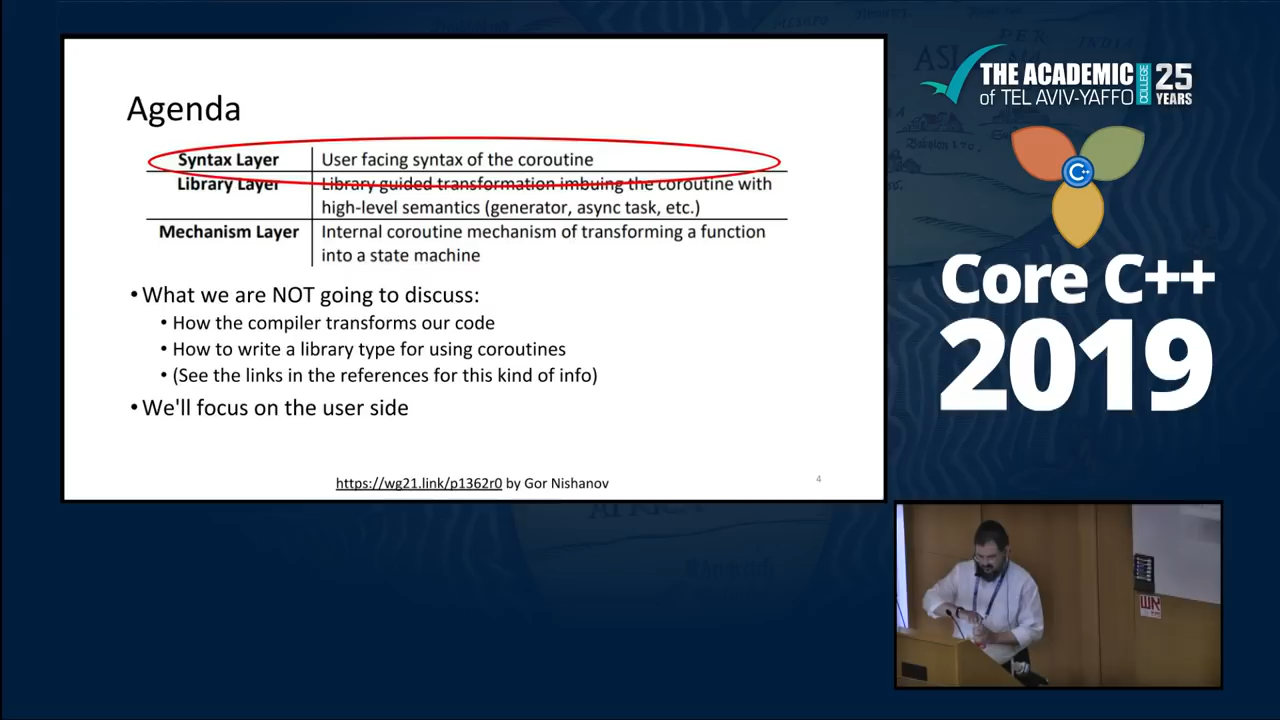 Agenda
Syntax Layer User facing syntax of the coroutine
Library Layer Library guided transformation imbuing the coroutine with
high-level semantics (generator, async task, etc.)
Mechanism Layer Internal coroutine mechanism of transforming a function
into a state machine
•What we are NOT going to discuss:
• How the compiler transforms our code
• How to write a library type for using coroutines
• (See the links in the references for this kind of info)
•We'll focus on the user side
https://wg21.link/p1362r0 by Gor Nishanov
4
THE ACADEMIC COLLEGE 25
of TEL AVIV-YAFFO YEARS
C++
Core C++
2019
אש